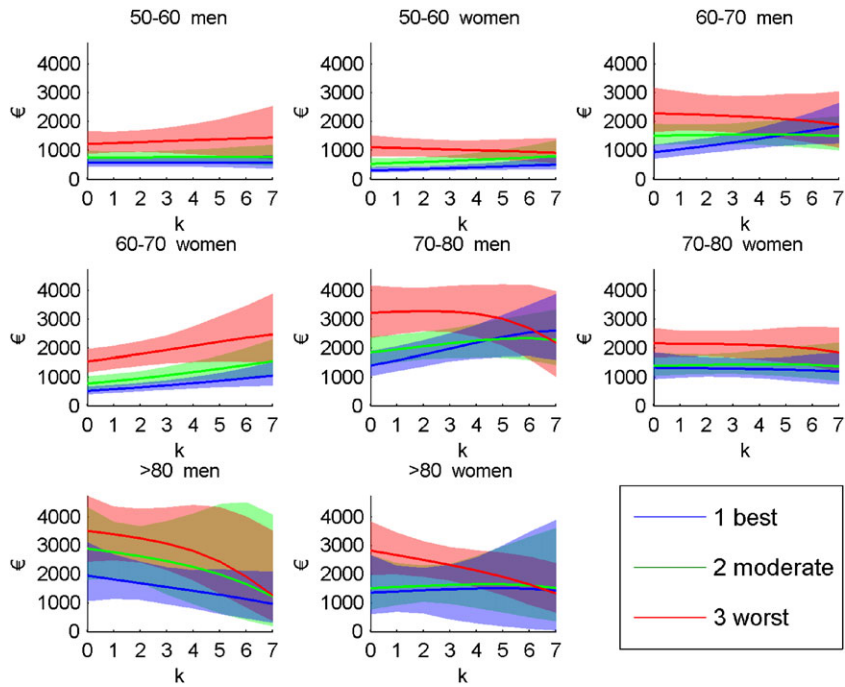 50-60 men
50-60 women
60-70 men
4000
3000
2000
1000
0
€
0 1 2 3 4 5 6 7
k
4000
3000
2000
1000
0
€
0 1 2 3 4 5 6 7
k
4000
3000
2000
1000
0
€
0 1 2 3 4 5 6 7
k
60-70 women
70-80 men
70-80 women
4000
3000
2000
1000
0
€
0 1 2 3 4 5 6 7
k
4000
3000
2000
1000
0
€
0 1 2 3 4 5 6 7
k
4000
3000
2000
1000
0
€
0 1 2 3 4 5 6 7
k
>80 men
>80 women
4000
3000
2000
1000
0
€
0 1 2 3 4 5 6 7
k
4000
3000
2000
1000
0
€
0 1 2 3 4 5 6 7
k
1 best
2 moderate
3 worst